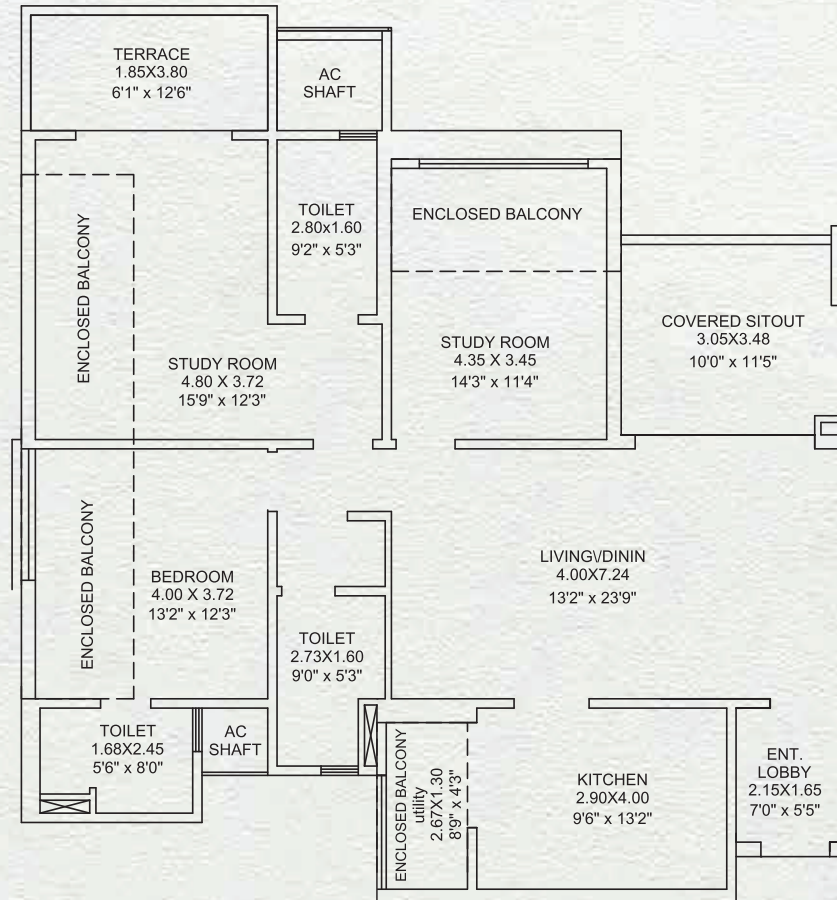 TERRACE
1.85X3.80
6'1" x 12'6"
AC
SHAFT
TOILET
2.80x1.60
9'2" x 5'3"
ENCLOSED BALCONY
ENCLOSED BALCONY
STUDY ROOM
4.80 X 3.72
15'9" x 12'3"
STUDY ROOM
4.35 X 3.45
14'3" x 11'4"
COVERED SITOUT
3.05X3.48
10'0" x 11'5"
ENCLOSED BALCONY
BEDROOM
4.00 X 3.72
13'2" x 12'3"
LIVING\/DININ
4.00X7.24
13'2" x 23'9"
TOILET
2.73X1.60
9'0" x 5'3"
TOILET
1.68X2.45
5'6" x 8'0"
AC
SHAFT
ENCLOSED BALCONY
utility
2.67X1.30
8'9" x 4'3"
KITCHEN
2.90X4.00
9'6" x 13'2"
ENT.
LOBBY
2.15X1.65
7'0" x 5'5"